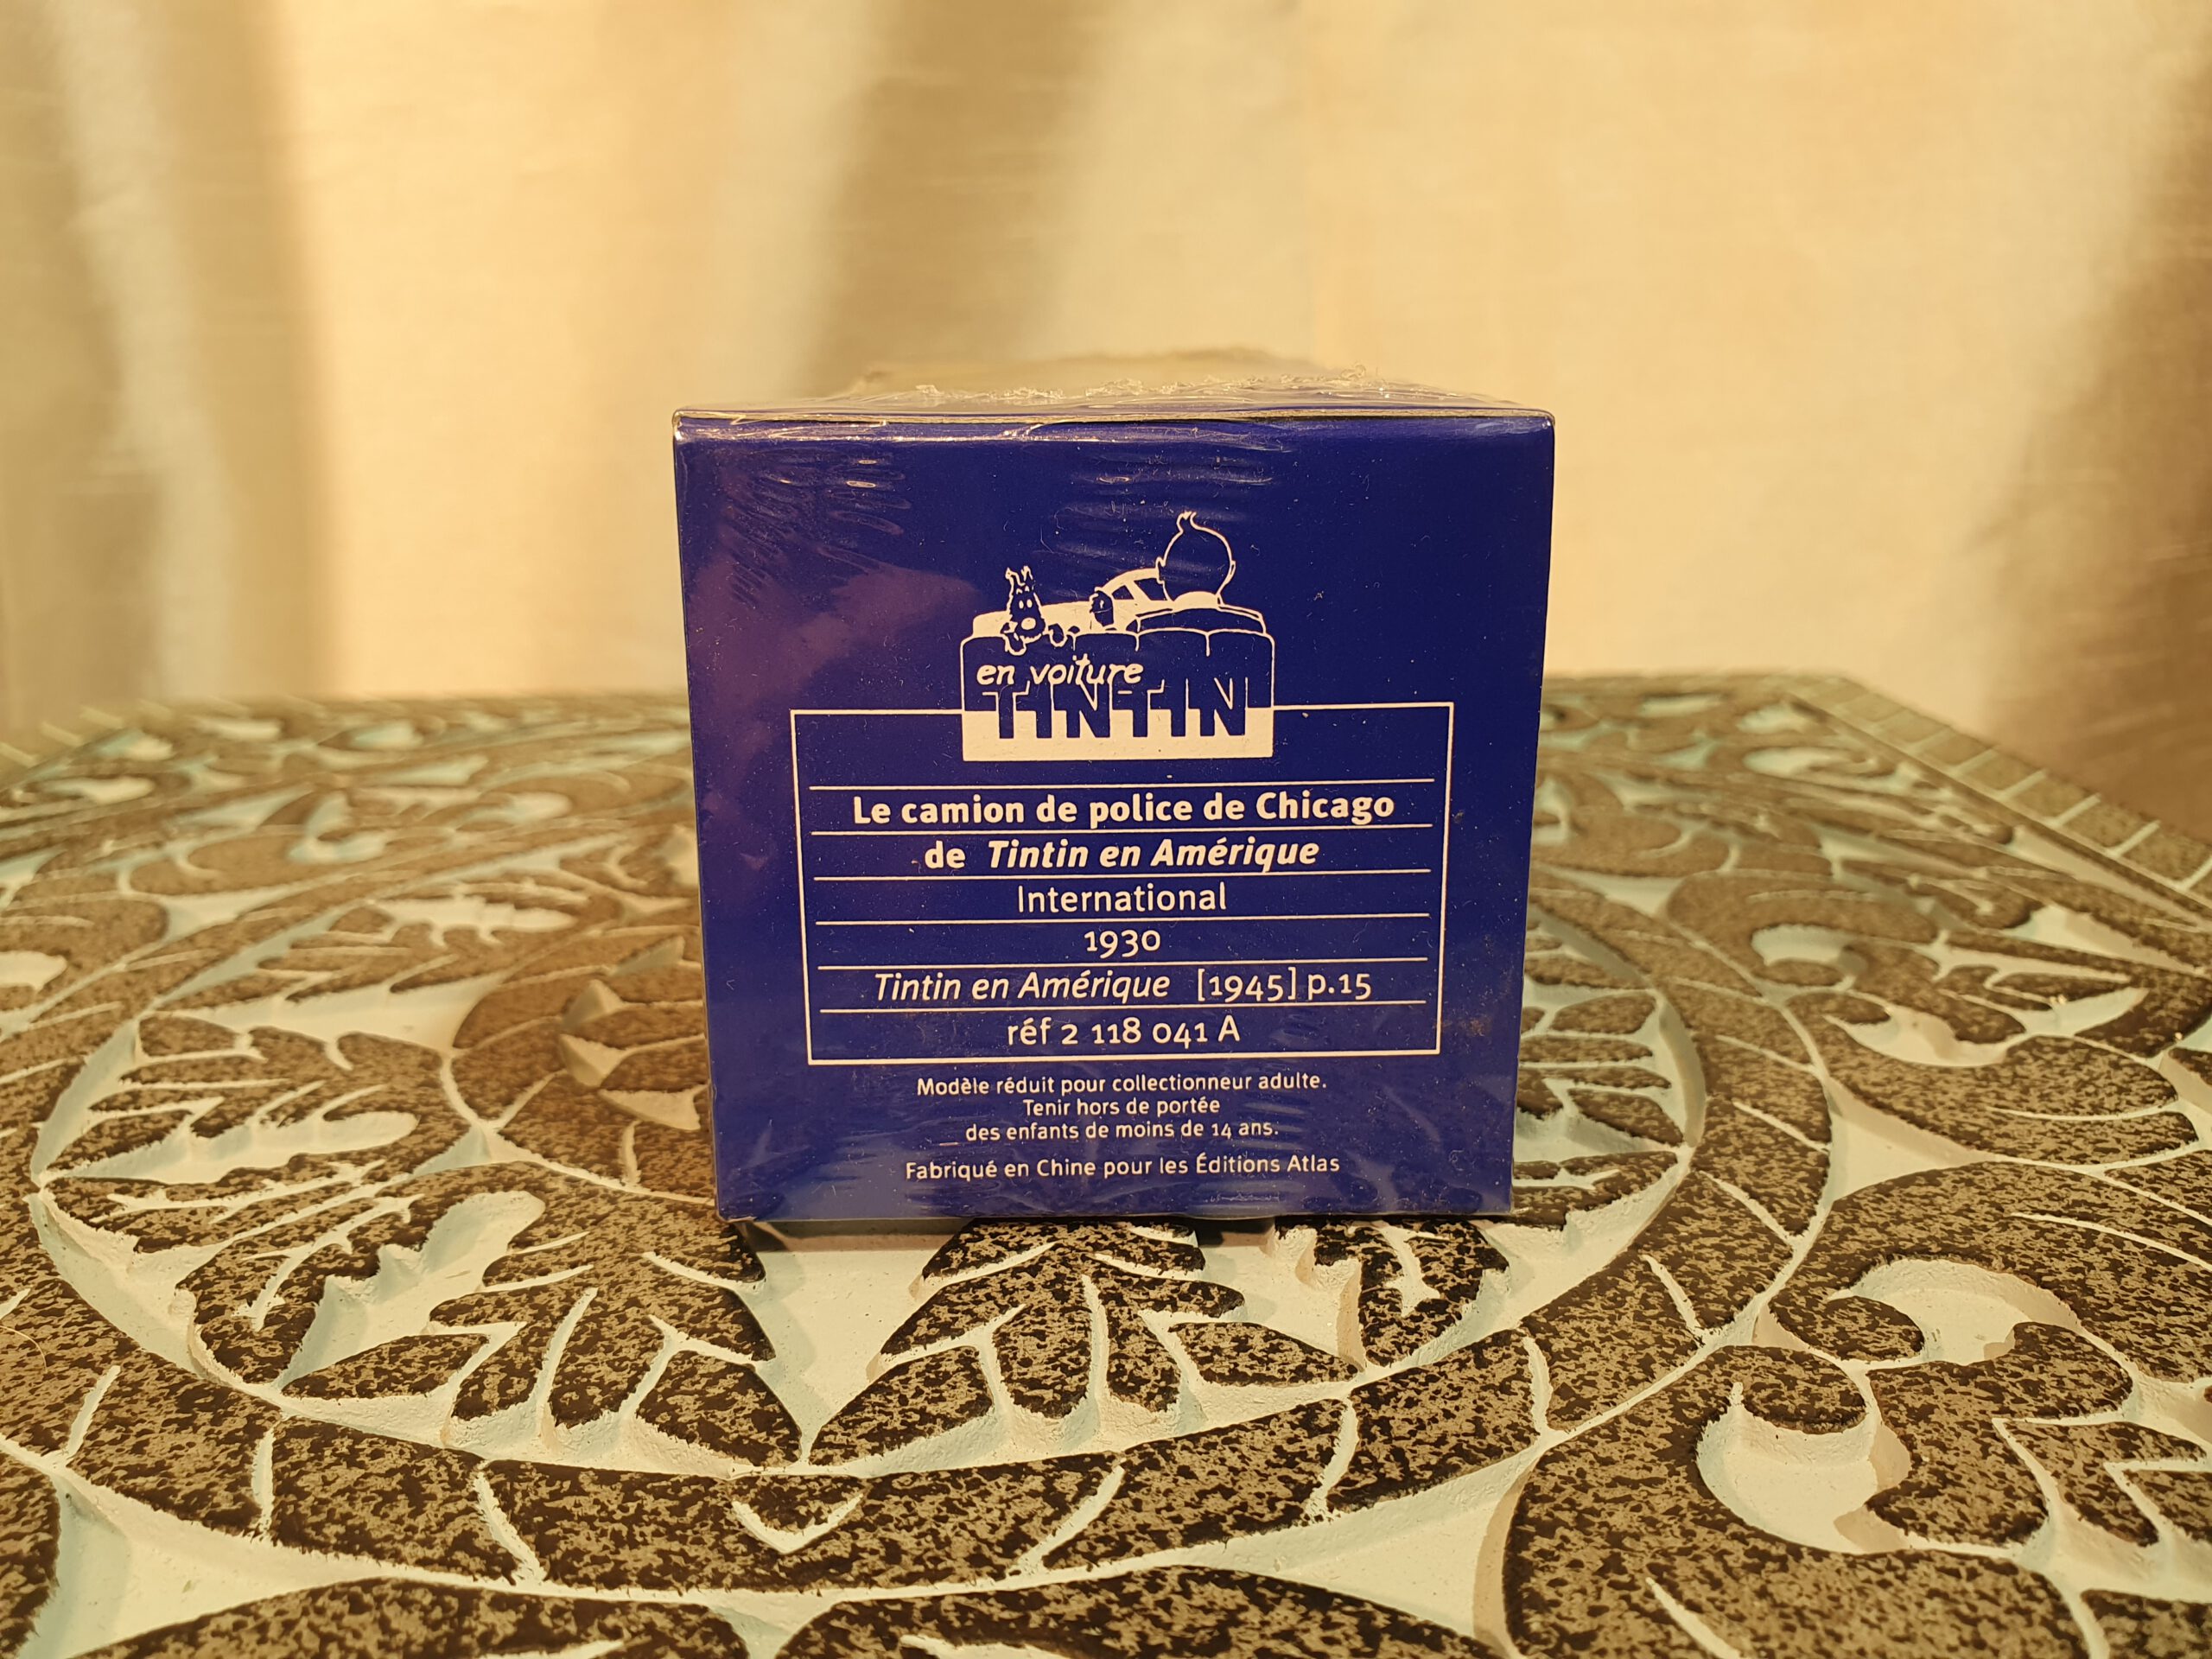 en voiture
TINTIN
Le camion de police de Chicago
de Tintin en Amérique
International
1930
Tintin en Amérique [1945] p.15
réf 2 118 041 A
Modèle réduit pour collectionneur adulte.
Tenir hors de portée
des enfants de moins de 14 ans.
Fabriqué en Chine pour les Éditions Atlas